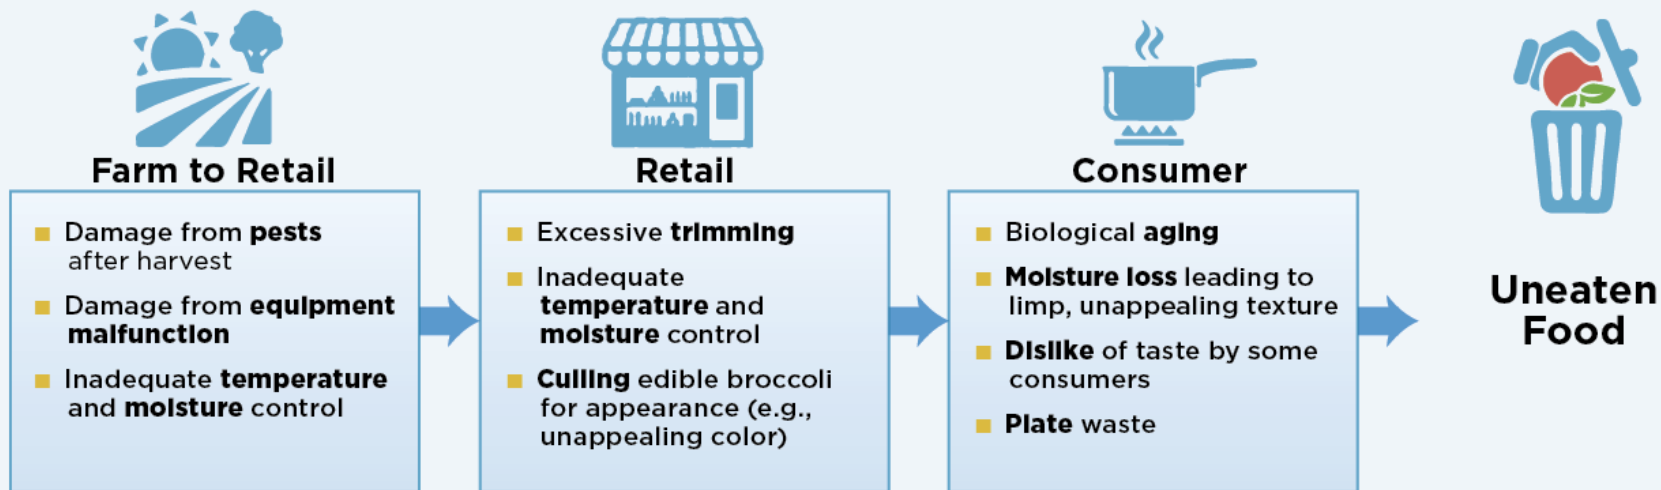 Farm to Retail
Damage from pests
after harvest
Damage from equipment
malfunction
Inadequate temperature
and moisture control
Retail
Excessive trimming
Inadequate
temperature and
moisture control
Culling edible broccoli
for appearance (e.g.,
unappealing color)
Consumer
Biological aging
Moisture loss leading to
limp, unappealing texture
Dislike of taste by some
consumers
Plate waste
Uneaten
Food